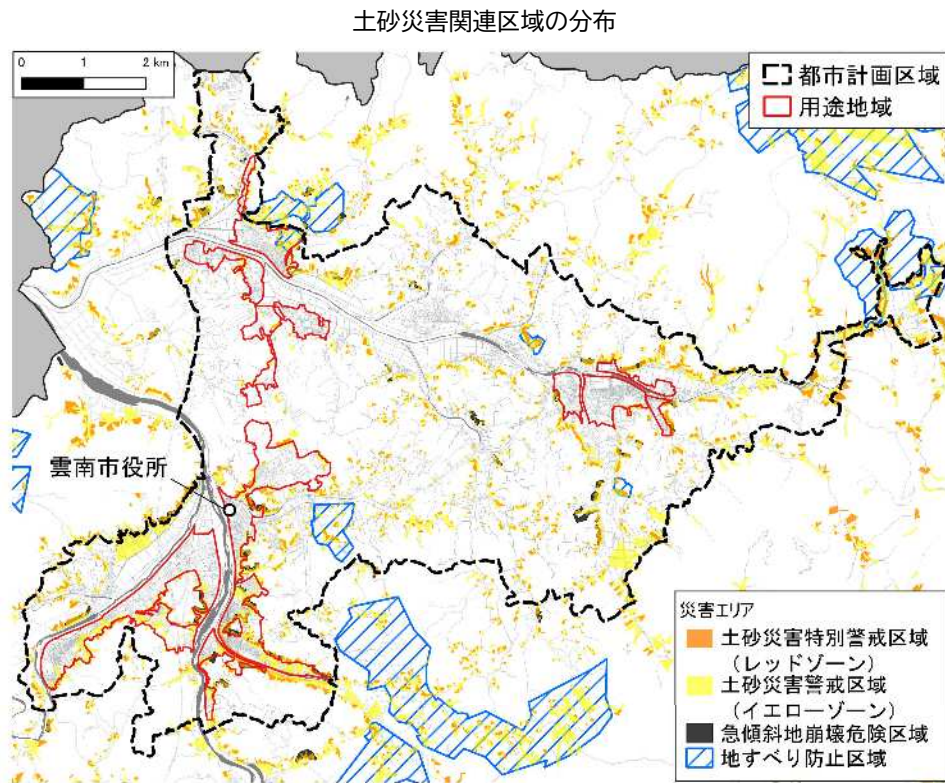 土砂災害関連区域の分布
0 1 2 km
都市計画区域
用途地域
雲南市役所
災害エリア
土砂災害特別警戒区域
（レッドゾーン）
土砂災害警戒区域
（イエローゾーン）
急傾斜地崩壊危険区域
地すべり防止区域